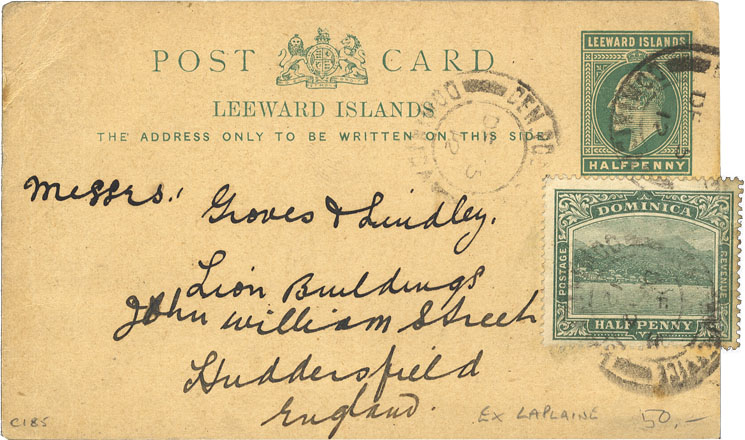 POST CARD
LEEWARD ISLANDS
THE ADDRESS ONLY TO BE WRITTEN ON THIS SIDE
LEEWARD ISLANDS
HALFPENNY
DOMINICA
POSTAGE
REVENUE
HALF PENNY
Messrs. Groves & Lindley.
Lion Buildings
John William Street
Huddersfield
England.
C185
EX LAPLAINE
50,-